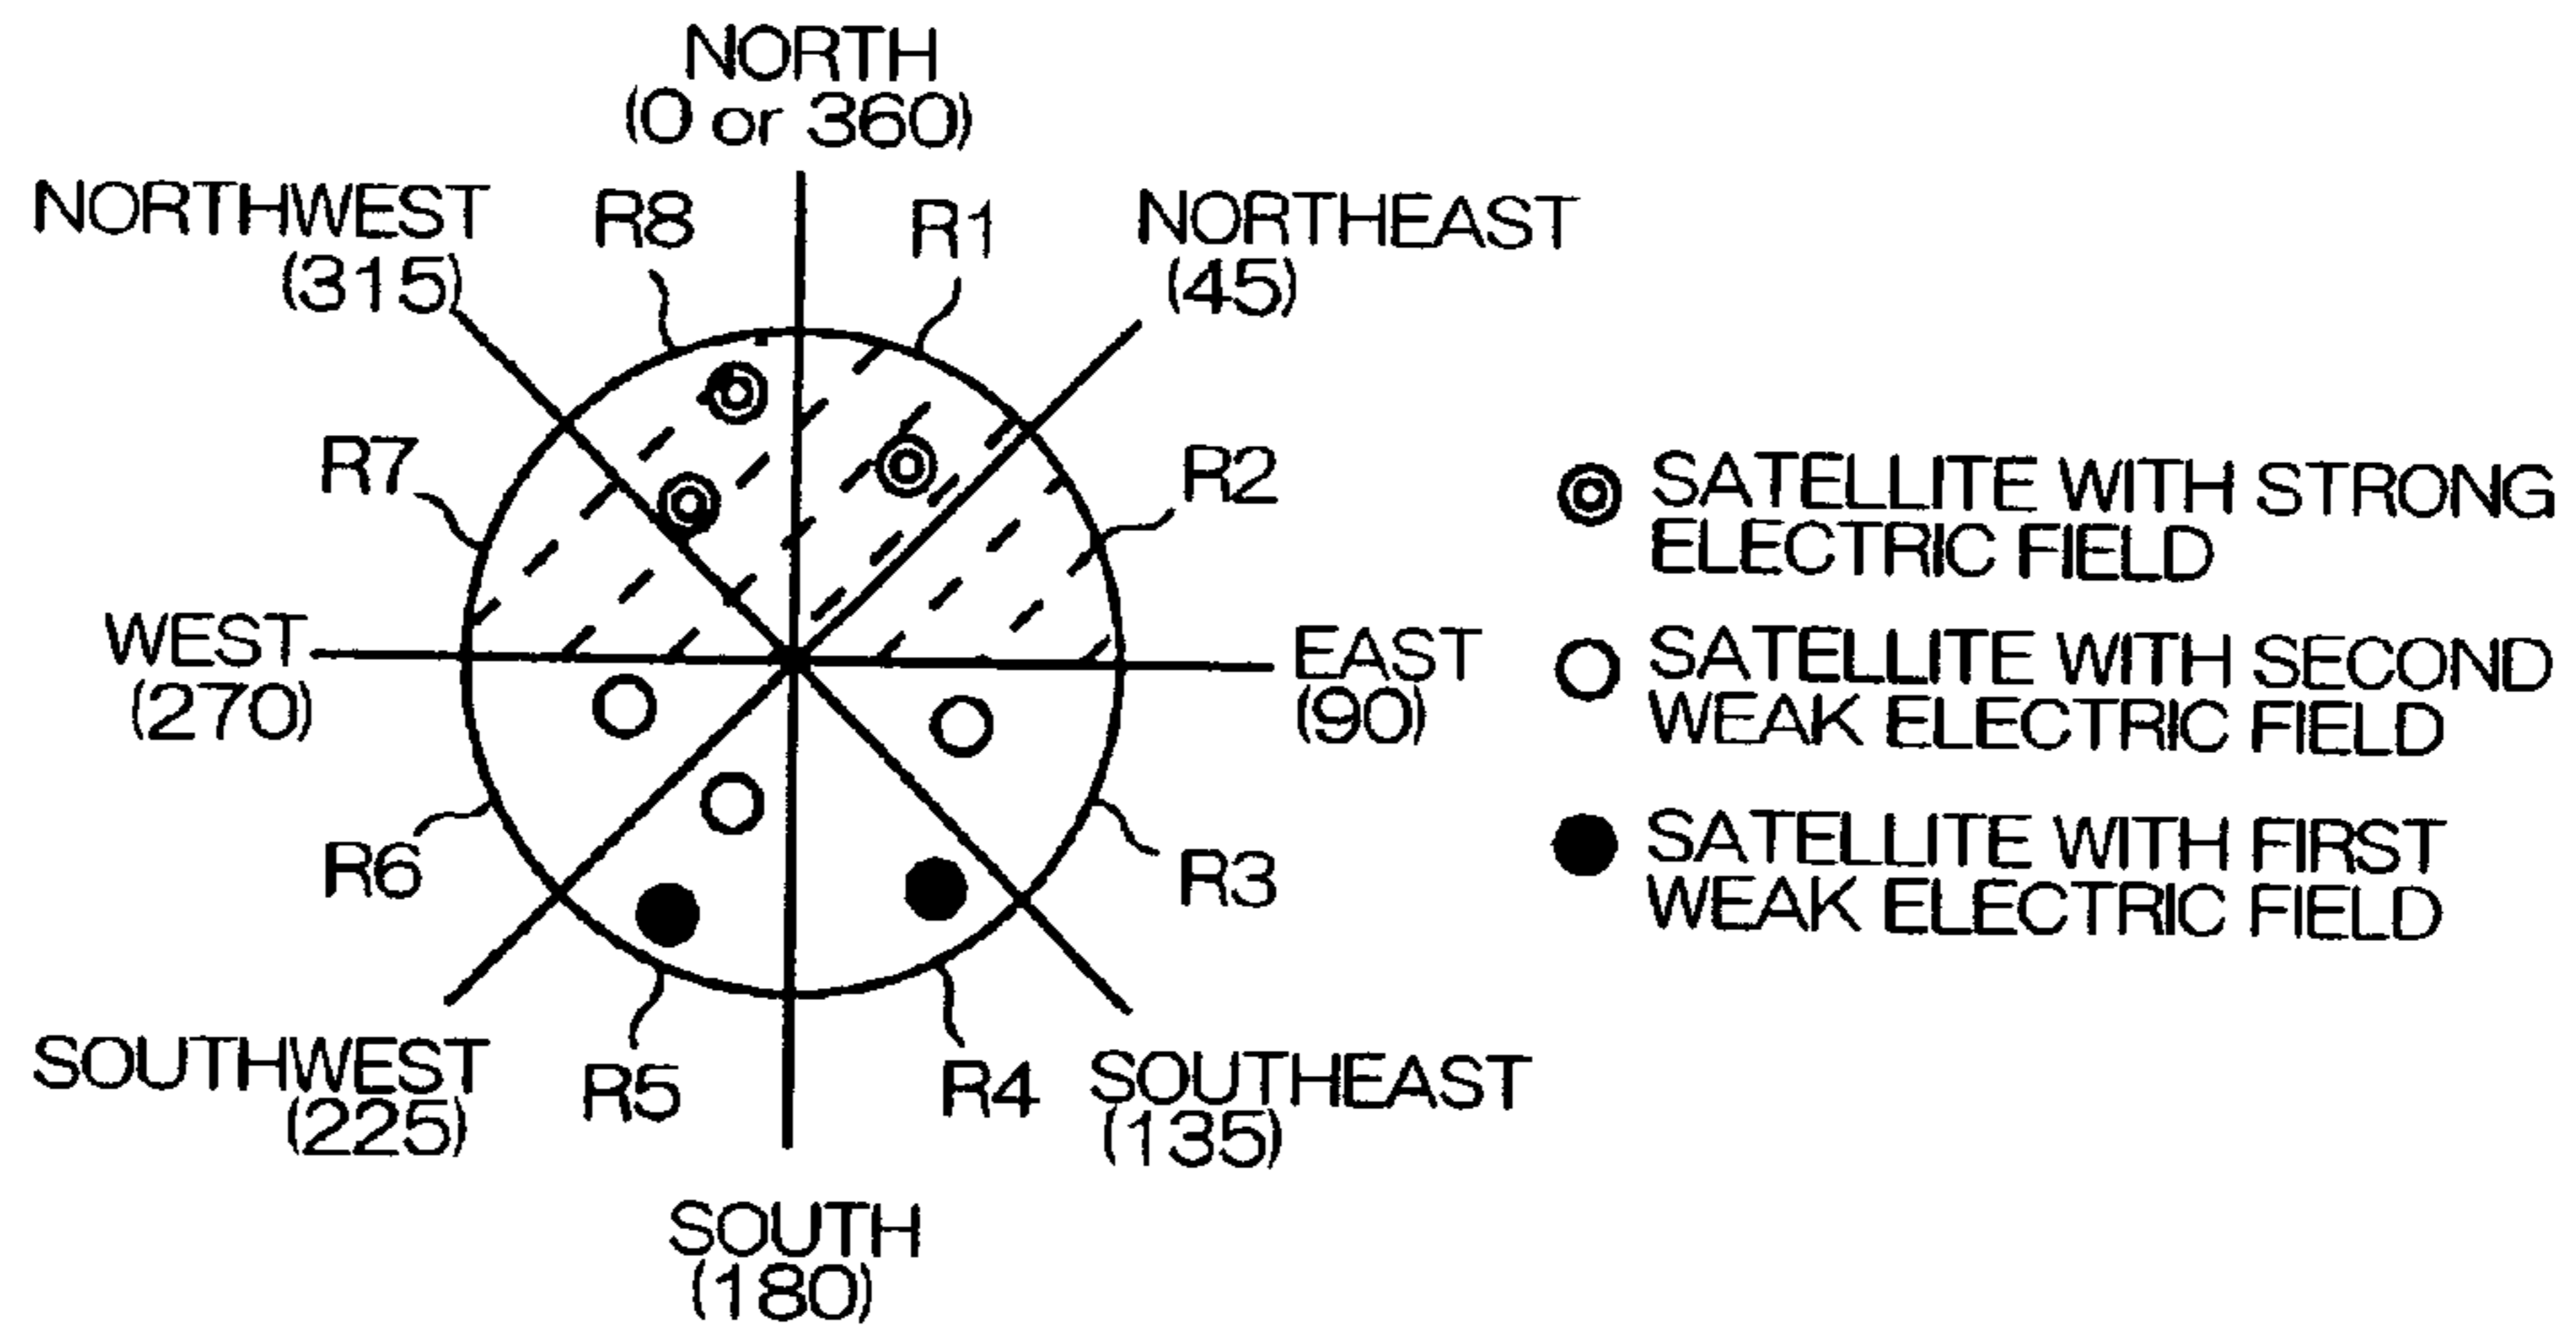 NORTH
(0 or 360)
NORTHWEST
(315)
R8
R1
NORTHEAST
(45)
R7
R2
WEST
(270)
EAST
(90)
R6
R3
SOUTHWEST
(225)
R5
R4
SOUTHEAST
(135)
SOUTH
(180)
SATELLITE WITH STRONG
ELECTRIC FIELD
SATELLITE WITH SECOND
WEAK ELECTRIC FIELD
SATELLITE WITH FIRST
WEAK ELECTRIC FIELD